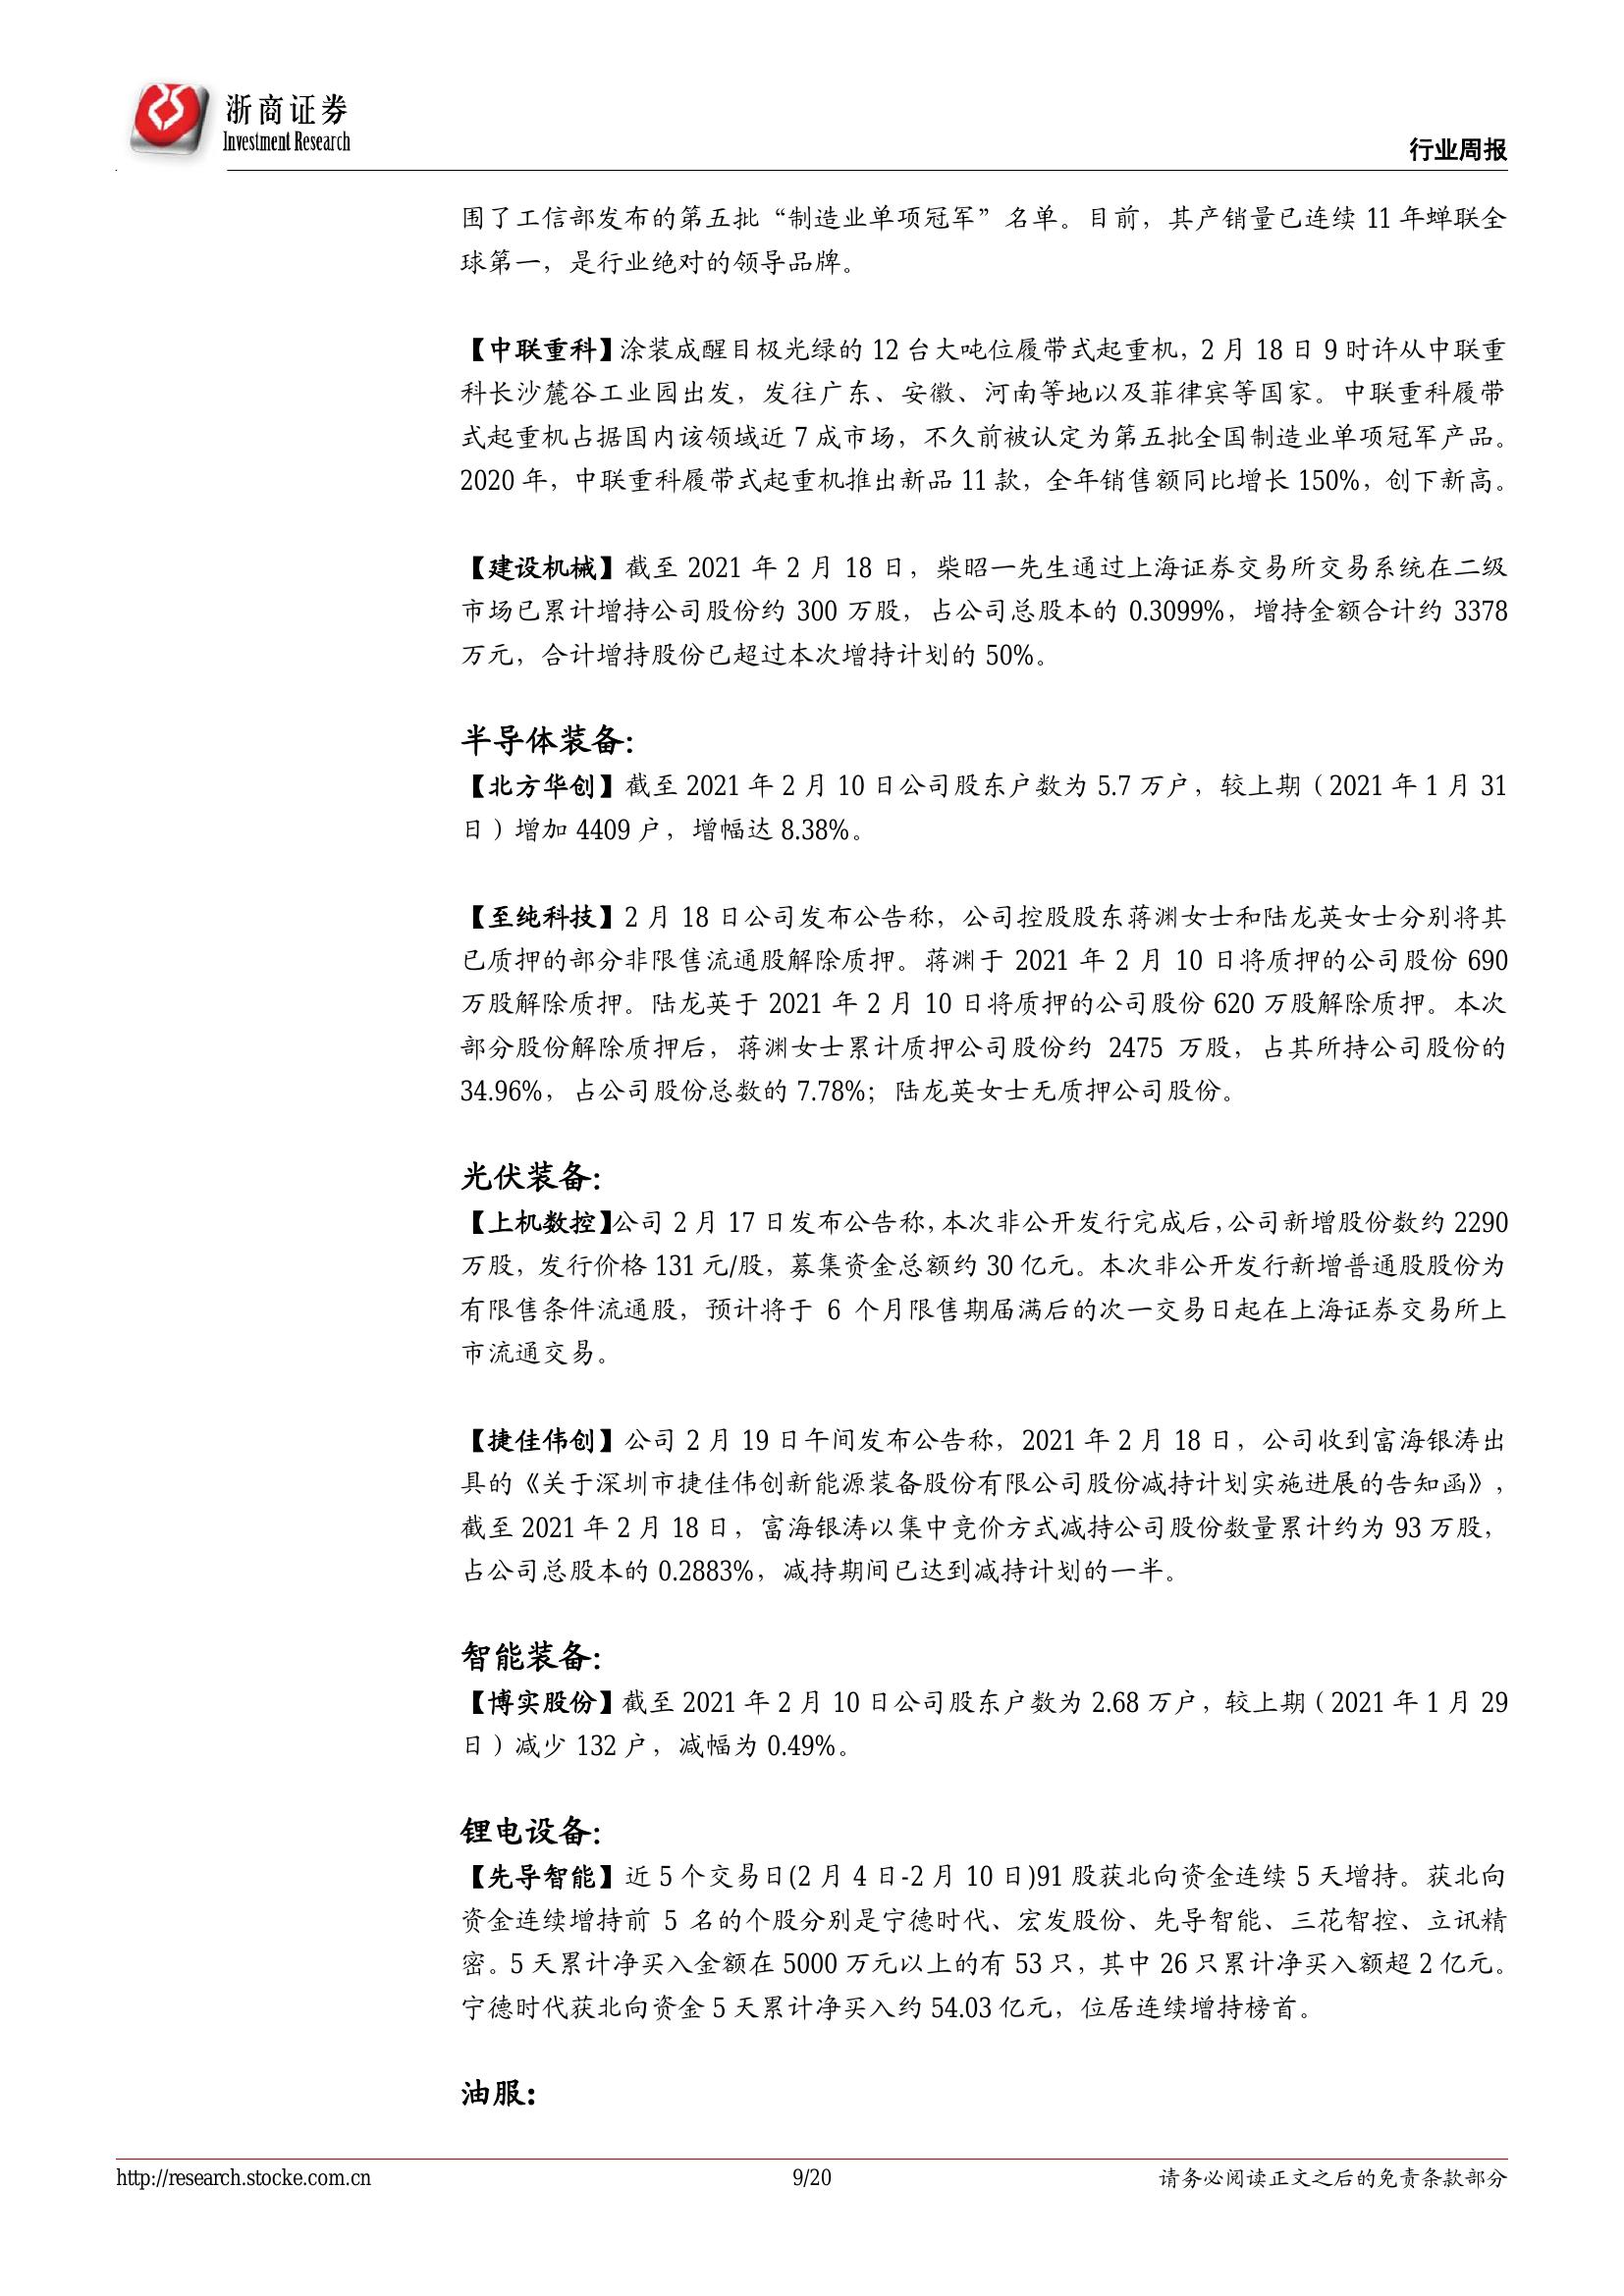 浙商证券
Investment Research
行业周报
围了工信部发布的第五批“制造业单项冠军”名单。目前，其产销量已连续 11 年蝉联全
球第一，是行业绝对的领导品牌。
【中联重科】涂装成醒目极光绿的 12 台大吨位履带式起重机，2 月 18 日 9 时许从中联重
科长沙麓谷工业园出发，发往广东、安徽、河南等地以及菲律宾等国家。中联重科履带
式起重机占据国内该领域近 7 成市场，不久前被认定为第五批全国制造业单项冠军产品。
2020 年，中联重科履带式起重机推出新品 11 款，全年销售额同比增长 150%，创下新高。
【建设机械】截至 2021 年 2 月 18 日，柴昭一先生通过上海证券交易所交易系统在二级
市场已累计增持公司股份约 300 万股，占公司总股本的 0.3099%，增持金额合计约 3378
万元，合计增持股份已超过本次增持计划的 50%。
半导体装备：
【北方华创】截至 2021 年 2 月 10 日公司股东户数为 5.7 万户，较上期（2021 年 1 月 31
日）增加 4409 户，增幅达 8.38%。
【至纯科技】2 月 18 日公司发布公告称，公司控股股东蒋渊女士和陆龙英女士分别将其
已质押的部分非限售流通股解除质押。蒋渊于 2021 年 2 月 10 日将质押的公司股份 690
万股解除质押。陆龙英于 2021 年 2 月 10 日将质押的公司股份 620 万股解除质押。本次
部分股份解除质押后，蒋渊女士累计质押公司股份约 2475 万股，占其所持公司股份的
34.96%，占公司股份总数的 7.78%；陆龙英女士无质押公司股份。
光伏装备：
【上机数控】公司 2 月 17 日发布公告称，本次非公开发行完成后，公司新增股份数约 2290
万股，发行价格 131 元/股，募集资金总额约 30 亿元。本次非公开发行新增普通股股份为
有限售条件流通股，预计将于 6 个月限售期届满后的次一交易日起在上海证券交易所上
市流通交易。
【捷佳伟创】公司 2 月 19 日午间发布公告称，2021 年 2 月 18 日，公司收到富海银涛出
具的《关于深圳市捷佳伟创新能源装备股份有限公司股份减持计划实施进展的告知函》，
截至 2021 年 2 月 18 日，富海银涛以集中竞价方式减持公司股份数量累计约为 93 万股，
占公司总股本的 0.2883%，减持期间已达到减持计划的一半。
智能装备：
【博实股份】截至 2021 年 2 月 10 日公司股东户数为 2.68 万户，较上期（2021 年 1 月 29
日）减少 132 户，减幅为 0.49%。
锂电设备：
【先导智能】近 5 个交易日(2 月 4 日-2 月 10 日)91 股获北向资金连续 5 天增持。获北向
资金连续增持前 5 名的个股分别是宁德时代、宏发股份、先导智能、三花智控、立讯精
密。5 天累计净买入金额在 5000 万元以上的有 53 只，其中 26 只累计净买入额超 2 亿元。
宁德时代获北向资金 5 天累计净买入约 54.03 亿元，位居连续增持榜首。
油服：
http://research.stocke.com.cn
9/20
请务必阅读正文之后的免责条款部分